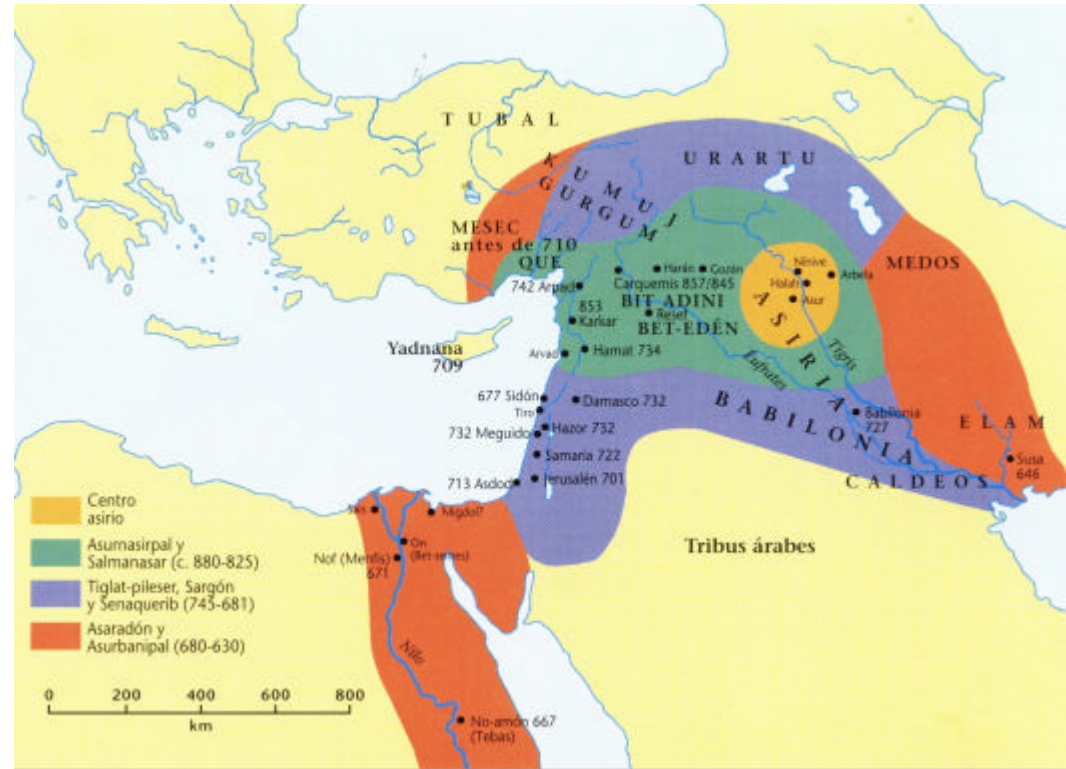 TUBAL
URARTU
KUMUJ
GURGUM
MESEC
antes de 710
QUE
MEDOS
742 Arpad
Harán
Gozán
Carquemis 857/845
BIT ADINI
Resef
BET-EDÉN
Nínive
Arbela
Halafi
Asur
ASIRIA
853
Karkar
Yadnana
709
Arvad
Hamat 734
Tigris
Eufrates
677 Sidón
Tiro
Damasco 732
BABILONIA
Babilonia
727
ELAM
Hazor 732
732 Meguido
Samaria 722
Susa
646
CALDEOS
713 Asdod
Jerusalén 701
Sais
Migdol?
On
(Bet-semes)
Nof (Menfis)
671
Tribus árabes
Nilo
No-amón 667
(Tebas)
Centro
asirio
Asurnasirpal y
Salmanasar (c. 880-825)
Tiglat-pileser, Sargón
y Senaquerib (745-681)
Asaradón y
Asurbanipal (680-630)
0 200 400 600 800
km